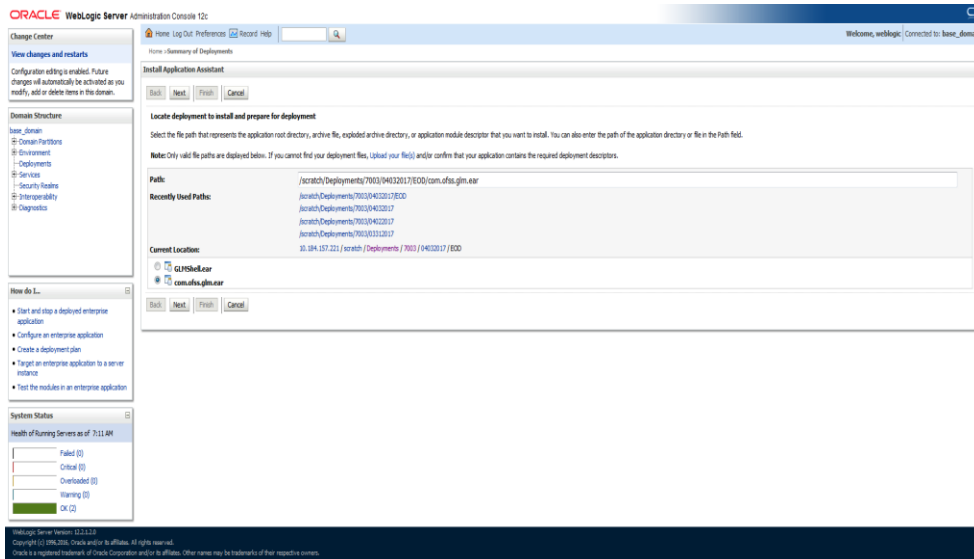 ORACLE WebLogic Server Administration Console 12c
Change Center
View changes and restarts
Configuration editing is enabled. Future
changes will automatically be activated as you
modify, add or delete items in this domain.
Domain Structure
base_domain
Domain Partitions
Environment
Deployments
Services
Security Realms
Interoperability
Diagnostics
How do I...
Start and stop a deployed enterprise
application
Configure an enterprise application
Create a deployment plan
Target an enterprise application to a server
instance
Test the modules in an enterprise application
System Status
Health of Running Servers as of 7:11 AM
Failed (0)
Critical (0)
Overloaded (0)
Warning (0)
OK (2)
Home Log Out Preferences Record Help
Welcome, weblogic Connected to: base_doma
Home >Summary of Deployments
Install Application Assistant
Back Next Finish Cancel
Locate deployment to install and prepare for deployment
Select the file path that represents the application root directory, archive file, exploded archive directory, or application module descriptor that you want to install. You can also enter the path of the application directory or file in the Path field.
Note: Only valid file paths are displayed below. If you cannot find your deployment files, Upload your file(s) and/or confirm that your application contains the required deployment descriptors.
Path: /scratch/Deployments/7003/04032017/EOD/com.ofss.glm.ear
Recently Used Paths: /scratch/Deployments/7003/04032017/EOD
/scratch/Deployments/7003/04032017
/scratch/Deployments/7003/04022017
/scratch/Deployments/7003/03312017
Current Location: 10.184.157.221 / scratch / Deployments / 7003 / 04032017 / EOD
GLMShell.ear
com.ofss.glm.ear
Back Next Finish Cancel
WebLogic Server Version: 12.2.1.2.0
Copyright (c) 1996,2016, Oracle and/or its affiliates. All rights reserved.
Oracle is a registered trademark of Oracle Corporation and/or its affiliates. Other names may be trademarks of their respective owners.